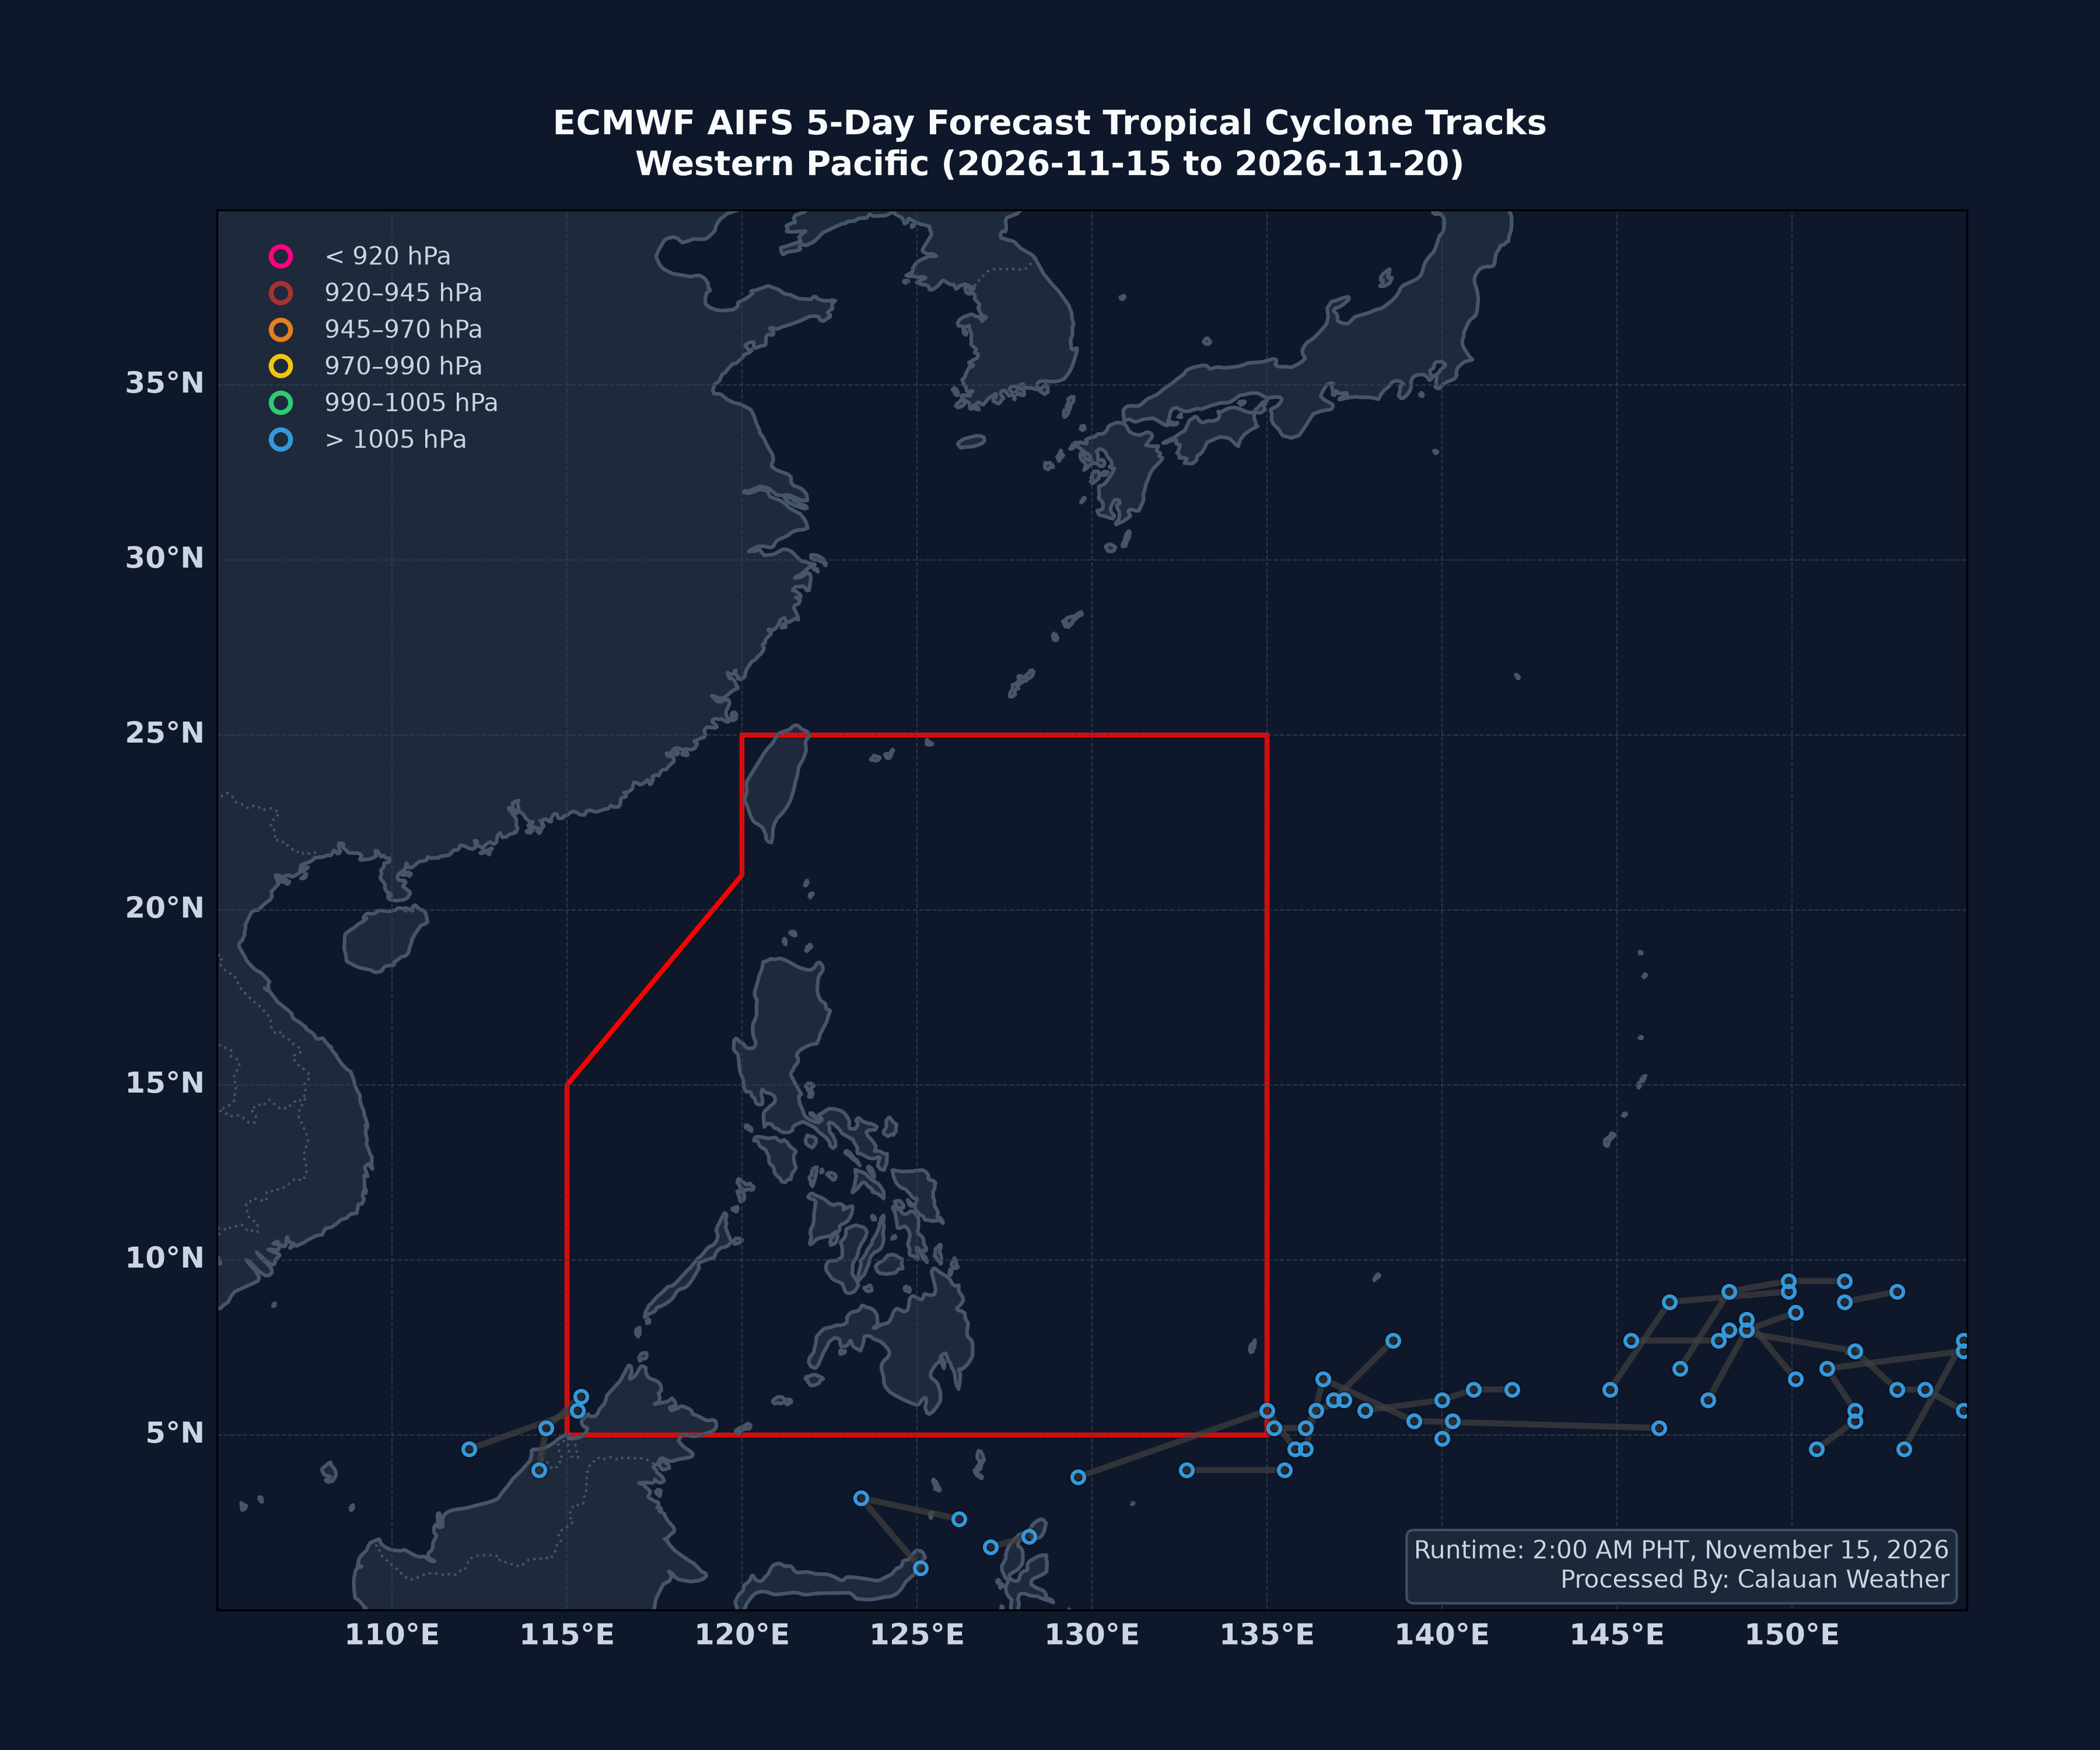 ECMWF AIFS 5-Day Forecast Tropical Cyclone Tracks
Western Pacific (2026-11-15 to 2026-11-20)
< 920 hPa
920–945 hPa
945–970 hPa
970–990 hPa
990–1005 hPa
> 1005 hPa
35°N
30°N
25°N
20°N
15°N
10°N
5°N
Runtime: 2:00 AM PHT, November 15, 2026
Processed By: Calauan Weather
110°E 115°E 120°E 125°E 130°E 135°E 140°E 145°E 150°E